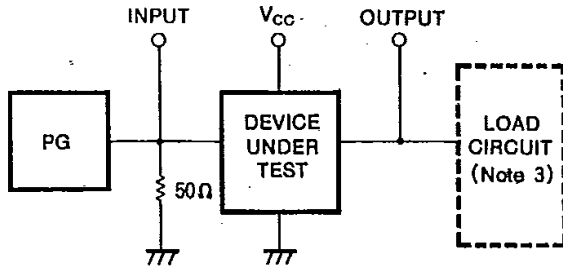 INPUT
VCC
OUTPUT
PG
DEVICE
UNDER
TEST
LOAD
CIRCUIT
(Note 3)
50Ω